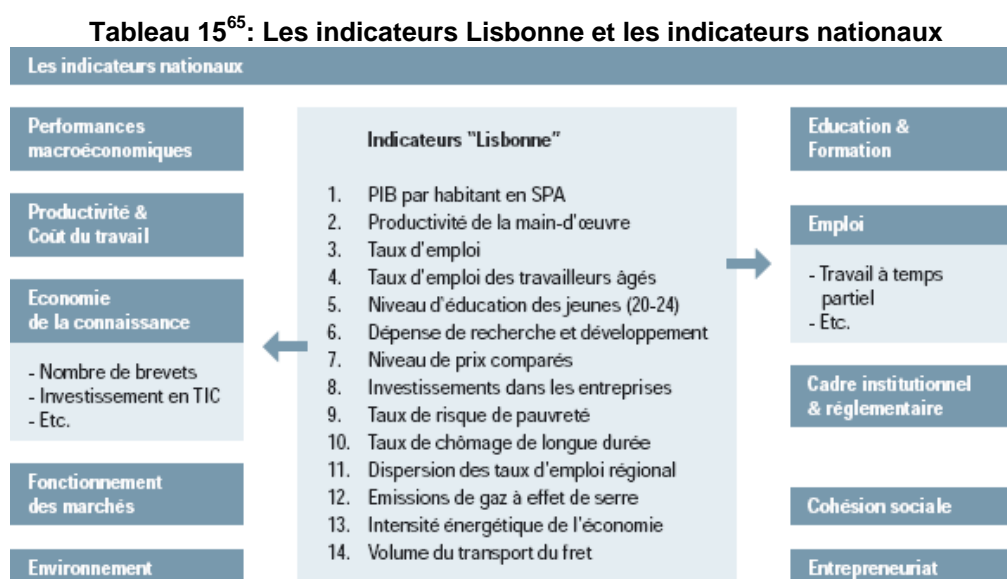 Tableau 15⁶⁵: Les indicateurs Lisbonne et les indicateurs nationaux
Les indicateurs nationaux
Performances
macroéconomiques
Productivité &
Coût du travail
Economie
de la connaissance
- Nombre de brevets
- Investissement en TIC
- Etc.
Fonctionnement
des marchés
Environnement
Indicateurs "Lisbonne"
1. PIB par habitant en SPA
2. Productivité de la main-d'œuvre
3. Taux d'emploi
4. Taux d'emploi des travailleurs âgés
5. Niveau d'éducation des jeunes (20-24)
6. Dépense de recherche et développement
7. Niveau de prix comparés
8. Investissements dans les entreprises
9. Taux de risque de pauvreté
10. Taux de chômage de longue durée
11. Dispersion des taux d'emploi régional
12. Emissions de gaz à effet de serre
13. Intensité énergétique de l'économie
14. Volume du transport du fret
Education &
Formation
Emploi
- Travail à temps
partiel
- Etc.
Cadre institutionnel
& réglementaire
Cohésion sociale
Entrepreneuriat